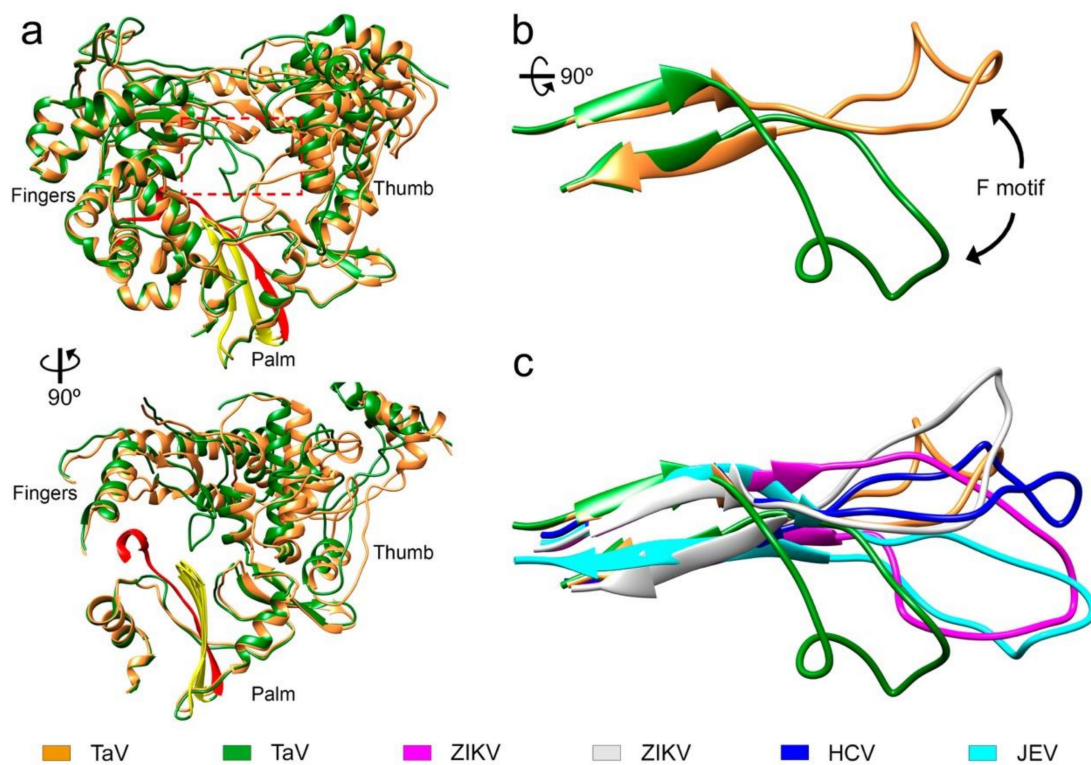 a
Fingers
Thumb
Palm
90º
Fingers
Thumb
Palm
b
90º
F motif
c
TaV TaV ZIKV ZIKV HCV JEV